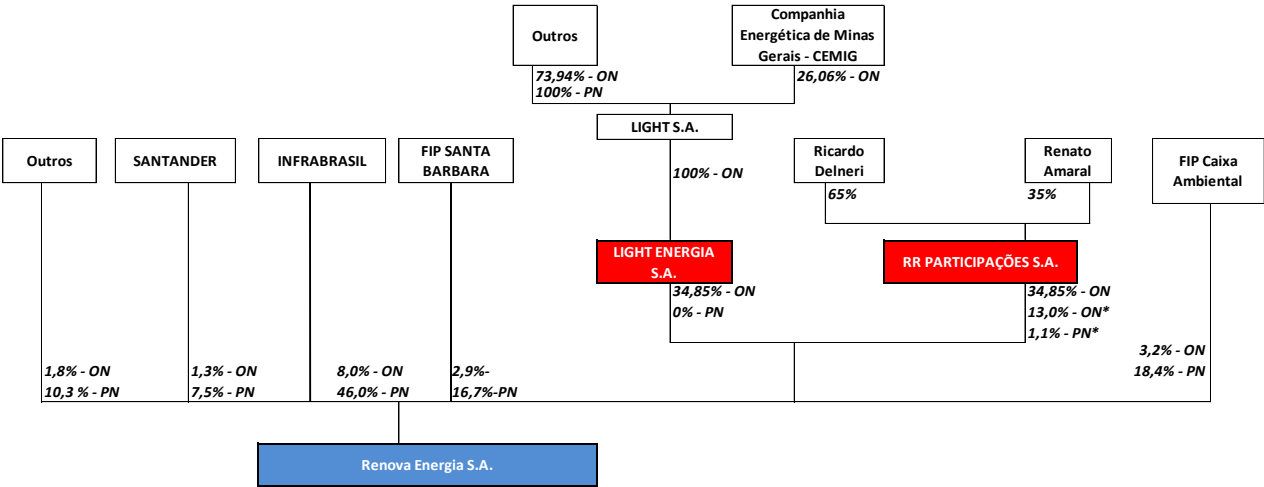 Outros
Companhia
Energética de Minas
Gerais - CEMIG
73,94% - ON
100% - PN
26,06% - ON
LIGHT S.A.
Outros
SANTANDER
INFRABRASIL
FIP SANTA
BARBARA
100% - ON
Ricardo
Delneri
Renato
Amaral
FIP Caixa
Ambiental
65%
35%
LIGHT ENERGIA
S.A.
RR PARTICIPAÇÕES S.A.
34,85% - ON
0% - PN
34,85% - ON
13,0% - ON*
1,1% - PN*
1,8% - ON
10,3 % - PN
1,3% - ON
7,5% - PN
8,0% - ON
46,0% - PN
2,9%-
16,7%-PN
3,2% - ON
18,4% - PN
Renova Energia S.A.